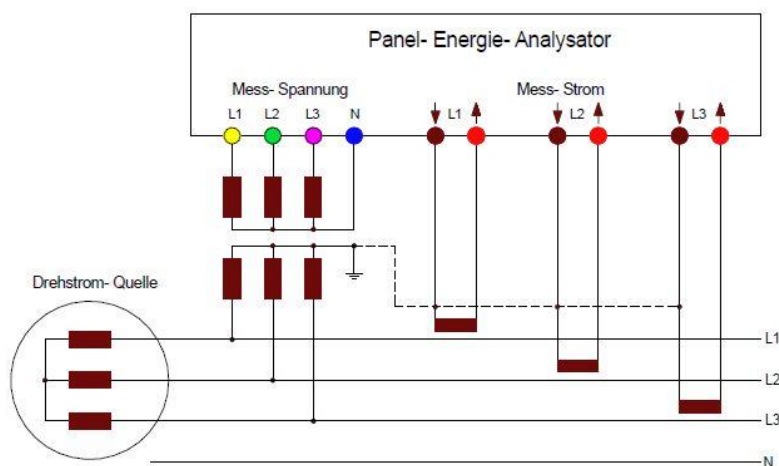 Panel- Energie- Analysator
Mess- Spannung
Mess- Strom
L1 L2 L3 N
L1 L2 L3
Drehstrom- Quelle
L1
L2
L3
N